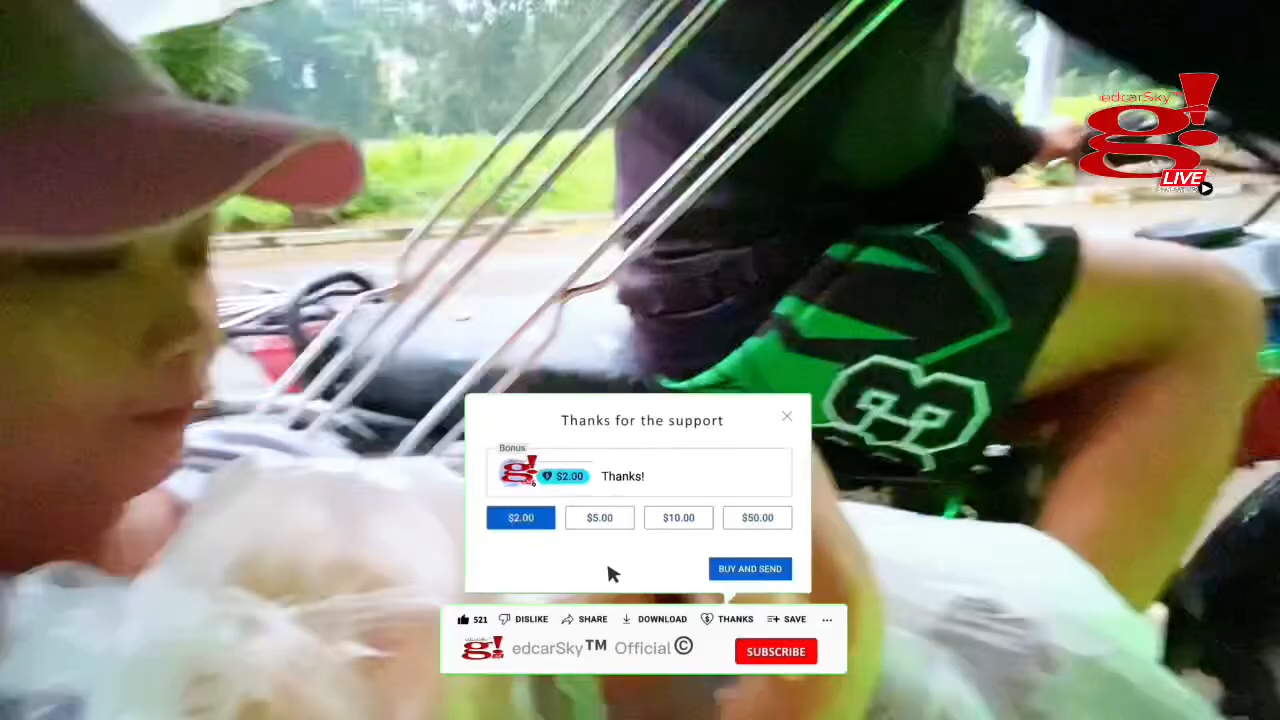 edcarSky™
g!
LIVE
Thanks for the support
Bonus
g! $2.00 Thanks!
$2.00 $5.00 $10.00 $50.00
BUY AND SEND
521 DISLIKE SHARE DOWNLOAD THANKS SAVE
g! edcarSky™ Official©
SUBSCRIBE